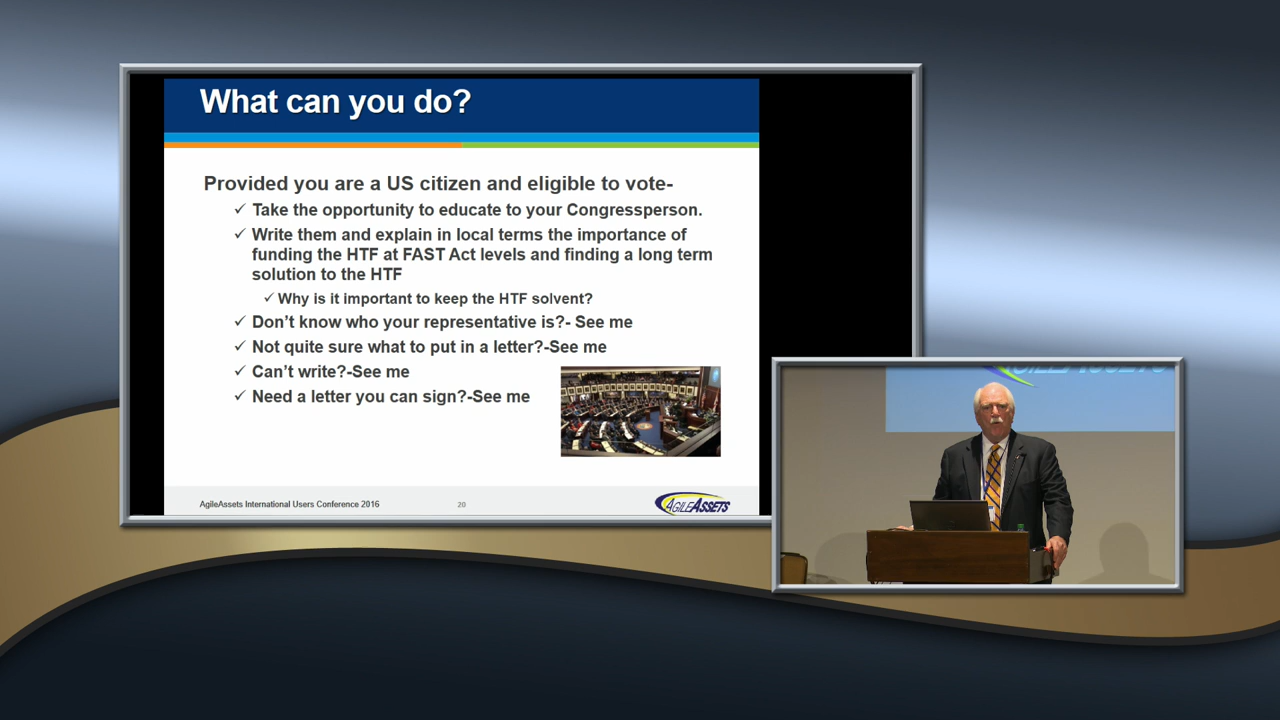 What can you do?
Provided you are a US citizen and eligible to vote-
✓ Take the opportunity to educate to your Congressperson.
✓ Write them and explain in local terms the importance of
funding the HTF at FAST Act levels and finding a long term
solution to the HTF
✓ Why is it important to keep the HTF solvent?
✓ Don’t know who your representative is?- See me
✓ Not quite sure what to put in a letter?-See me
✓ Can’t write?-See me
✓ Need a letter you can sign?-See me
AgileAssets International Users Conference 2016
20
AGILEASSETS
AGILEASSETS